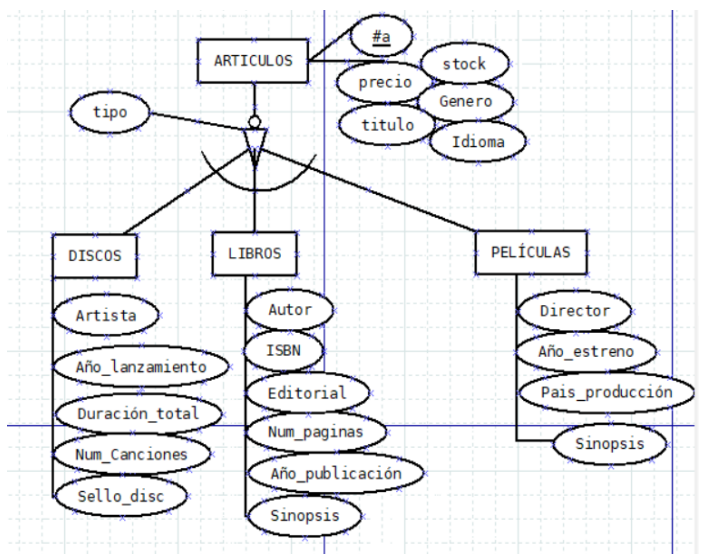 ARTICULOS
#a
precio
stock
Genero
titulo
Idioma
tipo
DISCOS
Artista
Año_lanzamiento
Duración_total
Num_Canciones
Sello_disc
LIBROS
Autor
ISBN
Editorial
Num_paginas
Año_publicación
Sinopsis
PELÍCULAS
Director
Año_estreno
Pais_producción
Sinopsis